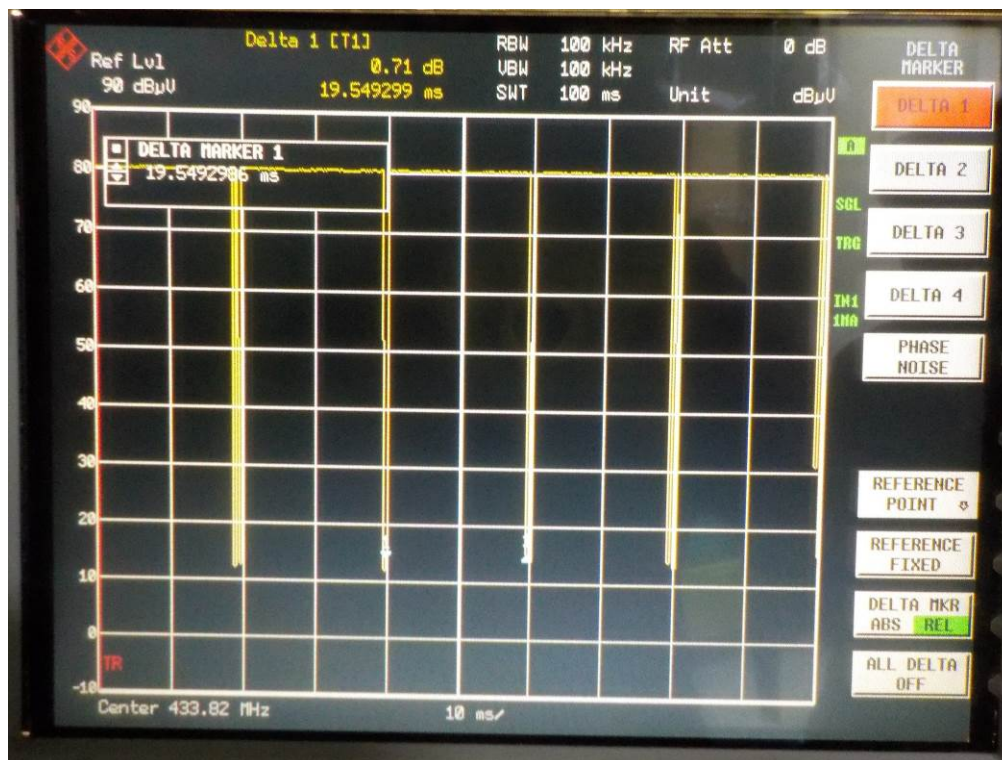 Delta 1 [T1]
RBW 100 kHz RF Att 0 dB
Ref Lvl 0.71 dB VBW 100 kHz
90 dBµV 19.549299 ms SWT 100 ms Unit dBµV
90
DELTA MARKER 1
19.5492986 ms
80
70
60
50
40
30
20
10
0
-10
TR
Center 433.82 MHz 10 ms/
A
SGL
TRG
IN1
1MA
DELTA
MARKER
DELTA 1
DELTA 2
DELTA 3
DELTA 4
PHASE
NOISE
REFERENCE
POINT
REFERENCE
FIXED
DELTA MKR
ABS REL
ALL DELTA
OFF